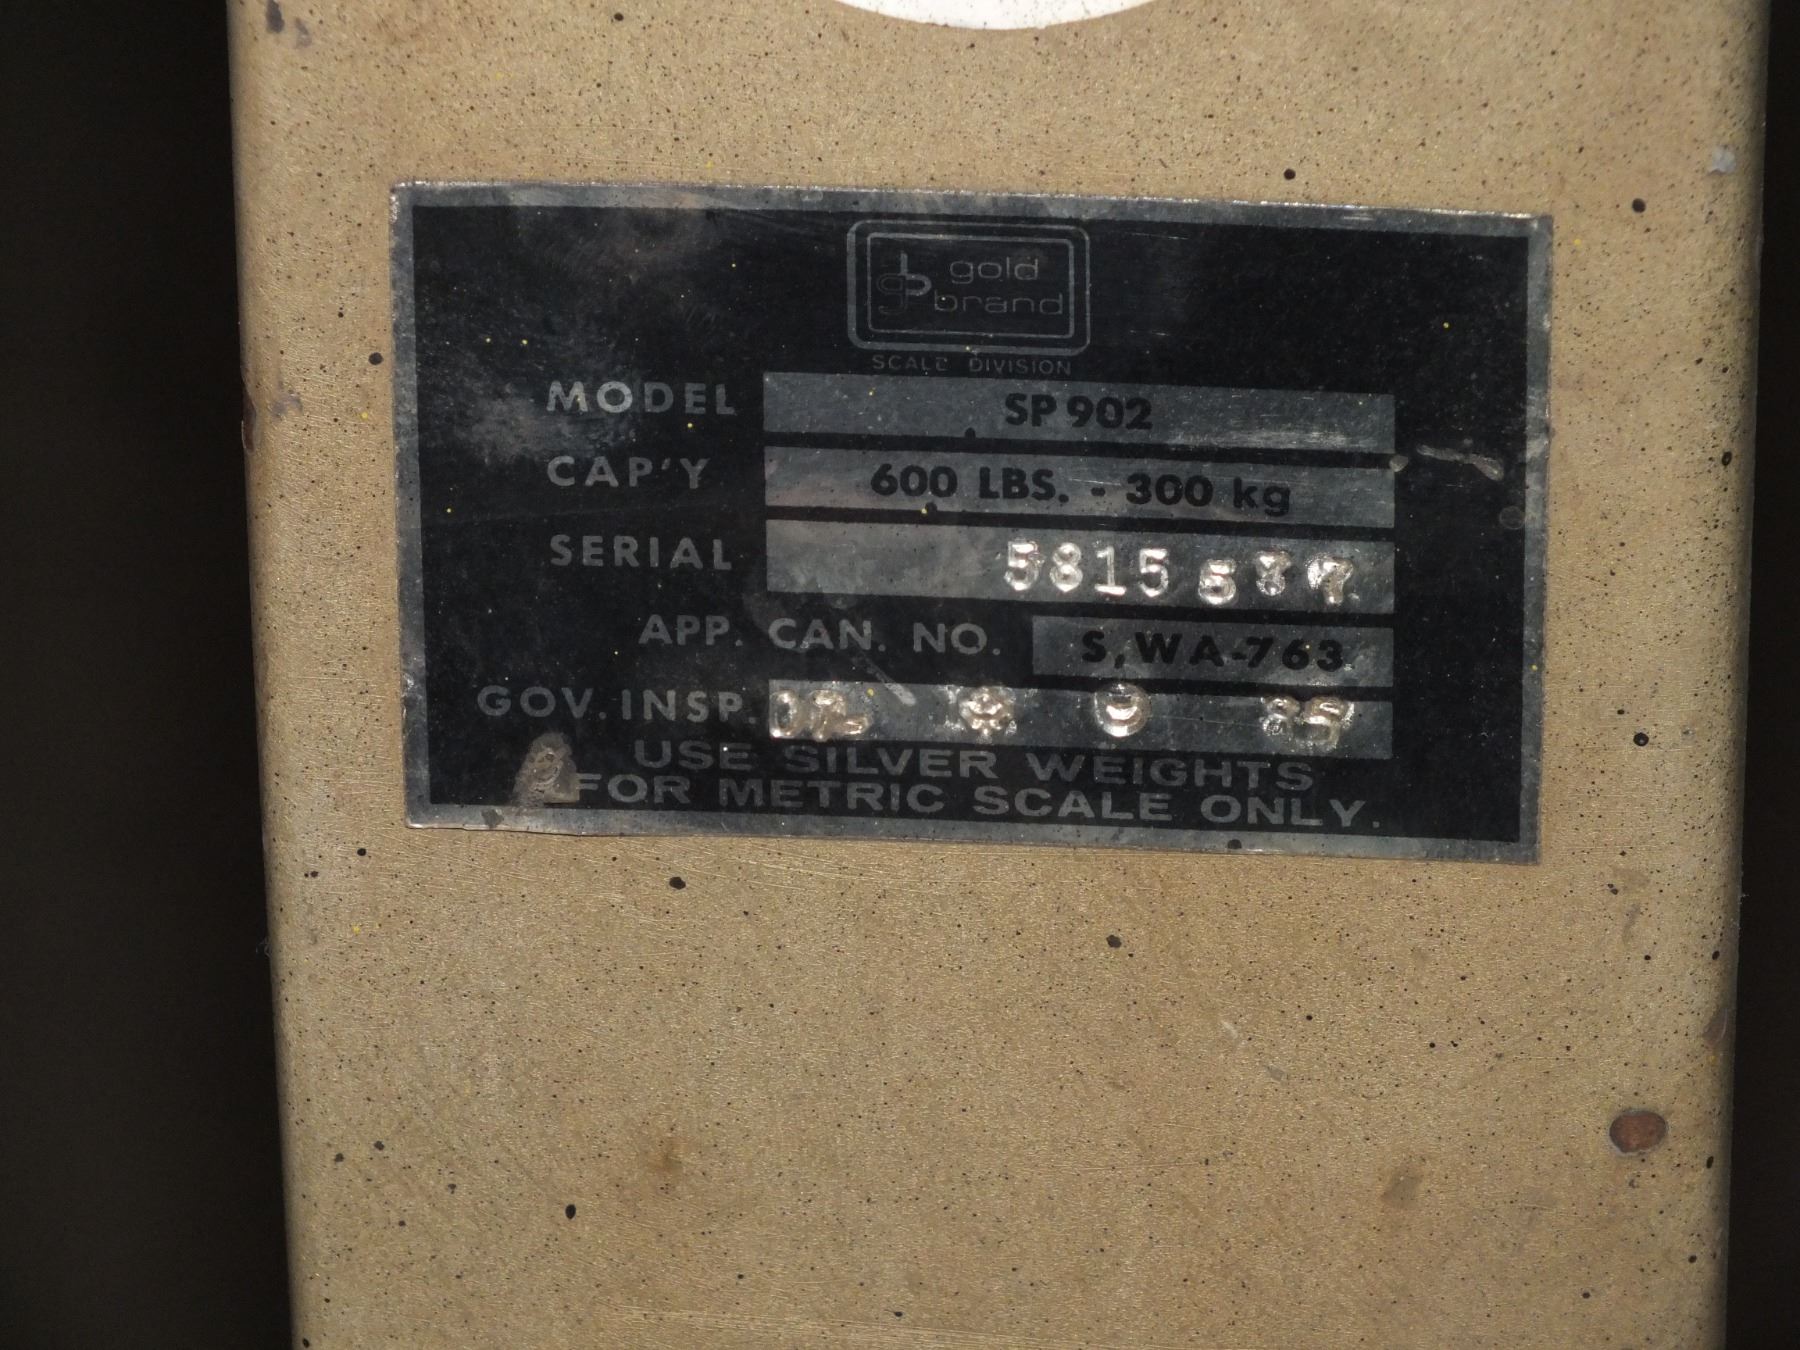 gold
brand
SCALE DIVISION
MODEL SP 902
CAP'Y 600 LBS. - 300 kg
SERIAL 5815
APP. CAN. NO. S,WA-763
GOV. INSP.
USE SILVER WEIGHTS
FOR METRIC SCALE ONLY.